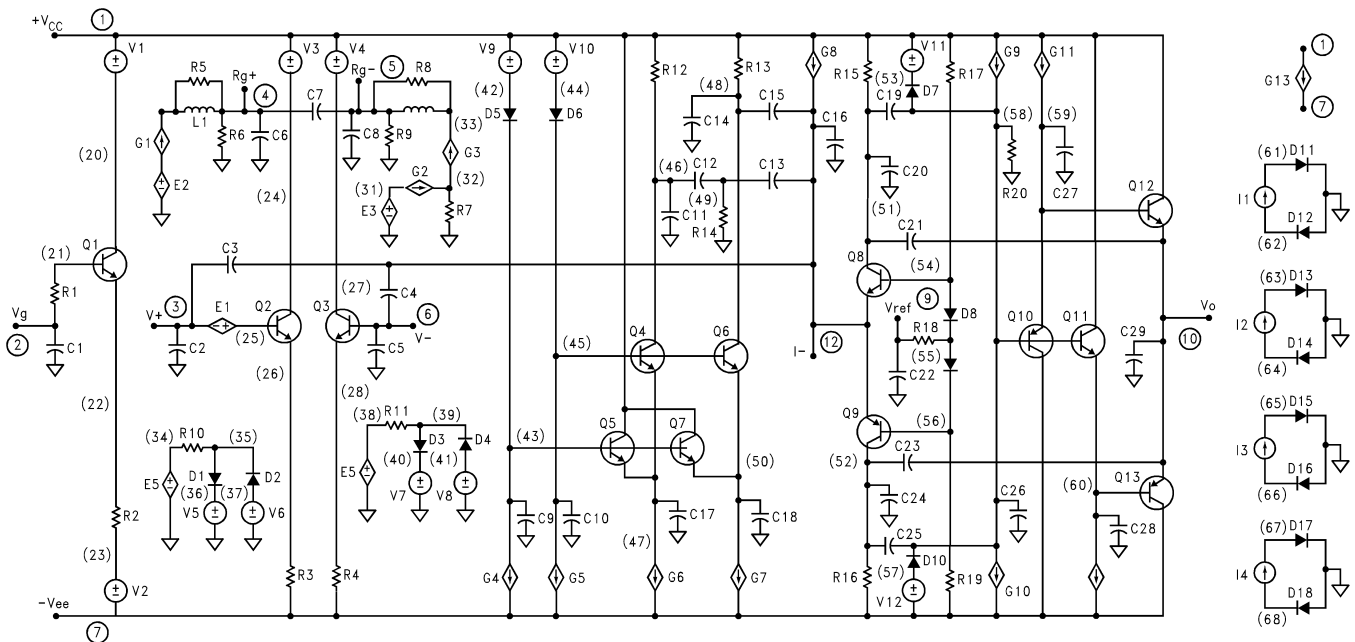 +VCC
1
V1
V3
V4
V9
V10
G8
V11
G9
G11
1
R5
Rg+
Rg-
5
R8
R12
R13
R15
(53)
R17
G13
4
C7
(42)
(44)
(48)
C15
C19
D7
7
L1
R6
C6
C8
R9
(33)
D5
D6
C14
C16
(58)
(59)
G1
G3
(20)
E2
(24)
(31)
G2
(32)
(46)
C12
C13
C20
R20
C27
(61)
D11
E3
R7
C11
(49)
R14
(51)
Q12
I1
D12
(62)
(21)
Q1
C3
C21
R1
(27)
C4
Q8
(54)
(63)
D13
Vg
V+
3
E1
Q2
Q3
6
V-
Q4
Q6
9
Vref
D8
Q10
Q11
Vo
I2
2
C1
C2
(25)
C5
(45)
12
R18
C29
10
D14
(26)
I-
(55)
(64)
(22)
(28)
C22
(34)
R10
(35)
(38)
R11
(39)
Q5
Q7
Q9
(65)
D15
D3
D4
(43)
(56)
E5
D1
D2
(40)
(41)
(50)
(52)
C23
I3
(36)
(37)
E5
V7
V8
D16
V5
V6
C24
C26
(60)
Q13
(66)
R2
C9
C10
C17
C18
C28
(23)
(47)
C25
D10
(67)
D17
V2
R3
R4
G4
G5
G6
G7
R16
(57)
R19
G10
I4
V12
D18
-Vee
(68)
7